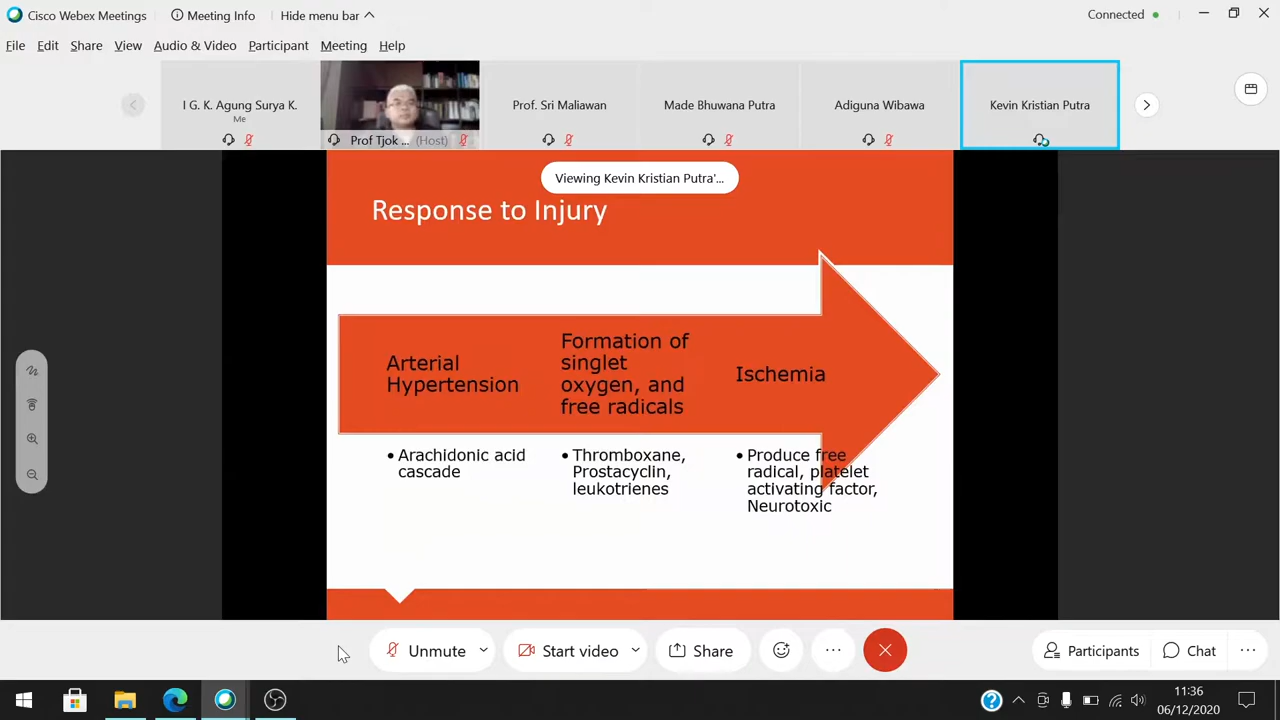 Cisco Webex Meetings
Meeting Info
Hide menu bar
Connected
File Edit Share View Audio & Video Participant Meeting Help
I G. K. Agung Surya K.
Me
Prof Tjok ... (Host)
Prof. Sri Maliawan
Made Bhuwana Putra
Adiguna Wibawa
Kevin Kristian Putra
Viewing Kevin Kristian Putra'...
Response to Injury
Arterial
Hypertension
• Arachidonic acid
cascade
Formation of
singlet
oxygen, and
free radicals
• Thromboxane,
Prostacyclin,
leukotrienes
Ischemia
• Produce free
radical, platelet
activating factor,
Neurotoxic
Unmute
Start video
Share
Participants
Chat
11:36
06/12/2020